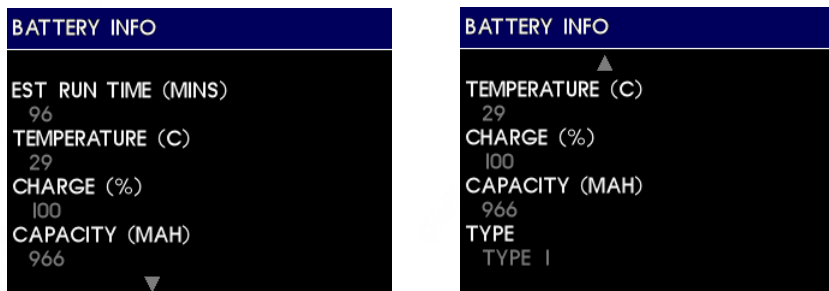 BATTERY INFO
EST RUN TIME (MINS)
96
TEMPERATURE (C)
29
CHARGE (%)
100
CAPACITY (MAH)
966
BATTERY INFO
TEMPERATURE (C)
29
CHARGE (%)
100
CAPACITY (MAH)
966
TYPE
TYPE I